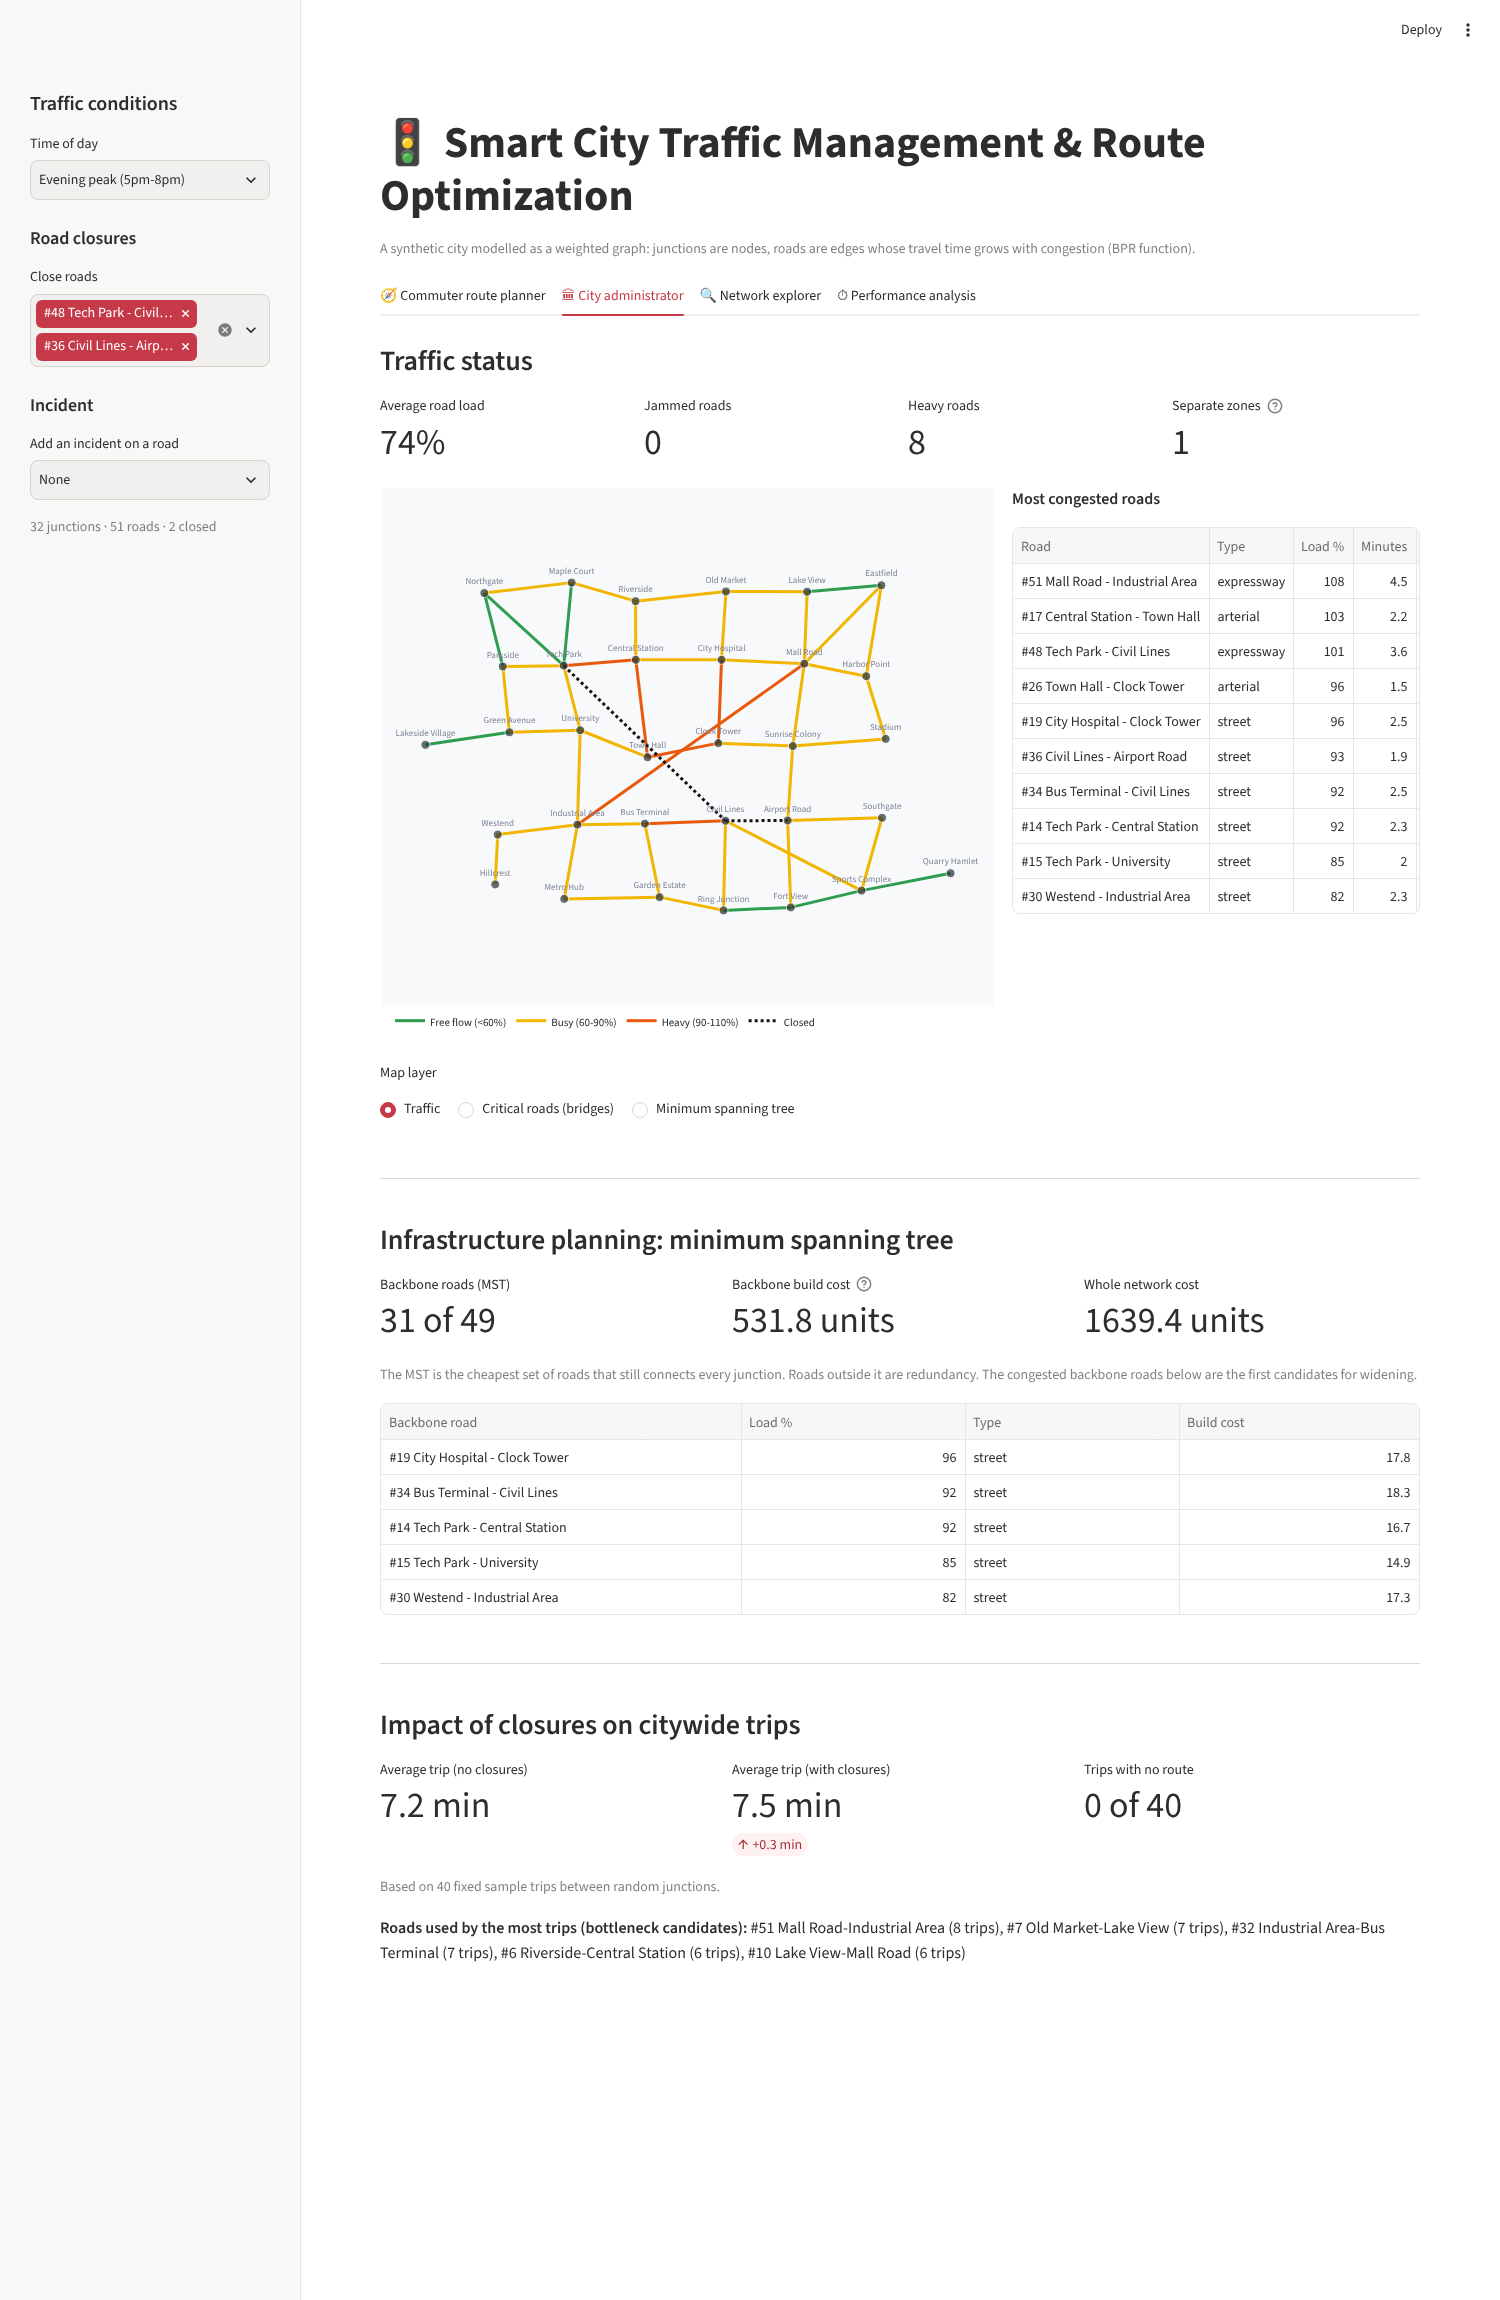 Deploy
Traffic conditions
Time of day
Evening peak (5pm-8pm)
Road closures
Close roads
#48 Tech Park - Civil…
#36 Civil Lines - Airp…
Incident
Add an incident on a road
None
32 junctions · 51 roads · 2 closed
Smart City Traffic Management & Route
Optimization
A synthetic city modelled as a weighted graph: junctions are nodes, roads are edges whose travel time grows with congestion (BPR function).
Commuter route planner City administrator Network explorer Performance analysis
Traffic status
Average road load Jammed roads Heavy roads Separate zones
74% 0 8 1
Northgate
Maple Court
Riverside
Old Market
Lake View
Eastfield
Parkside
Tech Park
Central Station
City Hospital
Mall Road
Harbor Point
Lakeside Village
Green Avenue
University
Town Hall
Clock Tower
Sunrise Colony
Stadium
Westend
Industrial Area
Bus Terminal
Civil Lines
Airport Road
Southgate
Hillcrest
Metro Hub
Garden Estate
Ring Junction
Fort View
Sports Complex
Quarry Hamlet
Free flow (<60%) Busy (60-90%) Heavy (90-110%) Closed
Most congested roads
Road Type Load % Minutes
#51 Mall Road - Industrial Area expressway 108 4.5
#17 Central Station - Town Hall arterial 103 2.2
#48 Tech Park - Civil Lines expressway 101 3.6
#26 Town Hall - Clock Tower arterial 96 1.5
#19 City Hospital - Clock Tower street 96 2.5
#36 Civil Lines - Airport Road street 93 1.9
#34 Bus Terminal - Civil Lines street 92 2.5
#14 Tech Park - Central Station street 92 2.3
#15 Tech Park - University street 85 2
#30 Westend - Industrial Area street 82 2.3
Map layer
Traffic Critical roads (bridges) Minimum spanning tree
Infrastructure planning: minimum spanning tree
Backbone roads (MST) Backbone build cost Whole network cost
31 of 49 531.8 units 1639.4 units
The MST is the cheapest set of roads that still connects every junction. Roads outside it are redundancy. The congested backbone roads below are the first candidates for widening.
Backbone road Load % Type Build cost
#19 City Hospital - Clock Tower 96 street 17.8
#34 Bus Terminal - Civil Lines 92 street 18.3
#14 Tech Park - Central Station 92 street 16.7
#15 Tech Park - University 85 street 14.9
#30 Westend - Industrial Area 82 street 17.3
Impact of closures on citywide trips
Average trip (no closures) Average trip (with closures) Trips with no route
7.2 min 7.5 min 0 of 40
↑ +0.3 min
Based on 40 fixed sample trips between random junctions.
Roads used by the most trips (bottleneck candidates): #51 Mall Road-Industrial Area (8 trips), #7 Old Market-Lake View (7 trips), #32 Industrial Area-Bus
Terminal (7 trips), #6 Riverside-Central Station (6 trips), #10 Lake View-Mall Road (6 trips)